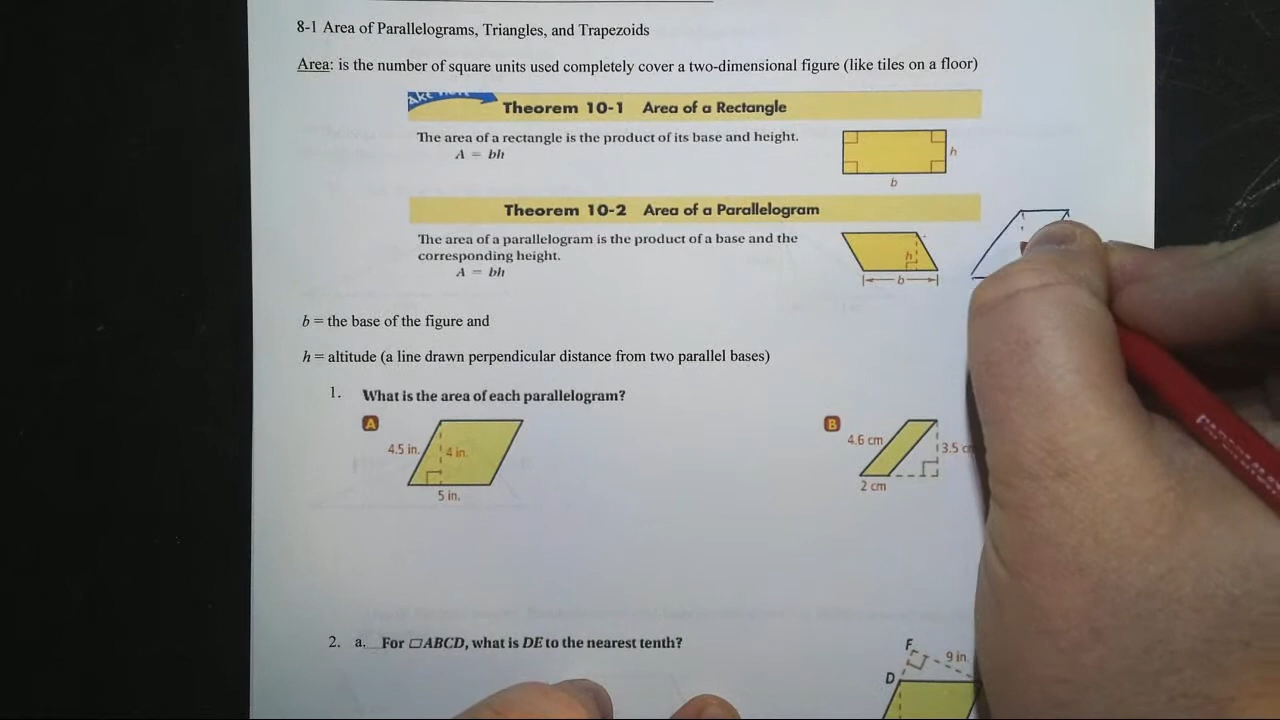 8-1 Area of Parallelograms, Triangles, and Trapezoids
Area: is the number of square units used completely cover a two-dimensional figure (like tiles on a floor)
Theorem 10-1 Area of a Rectangle
The area of a rectangle is the product of its base and height.
A = bh
h
b
Theorem 10-2 Area of a Parallelogram
The area of a parallelogram is the product of a base and the
corresponding height.
A = bh
h
b
b = the base of the figure and
h = altitude (a line drawn perpendicular distance from two parallel bases)
1. What is the area of each parallelogram?
A
4.5 in.
4 in.
5 in.
B
4.6 cm
3.5
2 cm
2. a. For ▱ABCD, what is DE to the nearest tenth?
F
9 in.
D